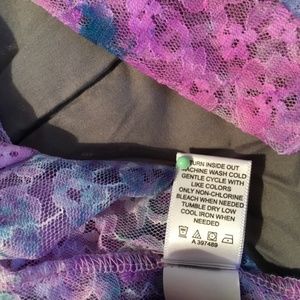 TURN INSIDE OUT
MACHINE WASH COLD
GENTLE CYCLE WITH
LIKE COLORS
ONLY NON-CHLORINE
BLEACH WHEN NEEDED
TUMBLE DRY LOW
COOL IRON WHEN
NEEDED
A 397489